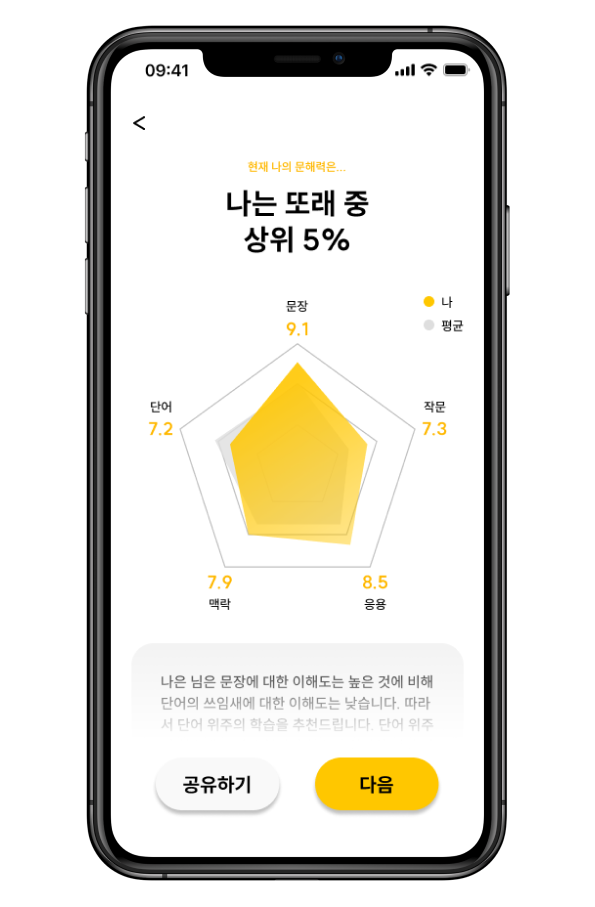 09:41
<
현재 나의 문해력은...
나는 또래 중
상위 5%
나
평균
문장
9.1
단어
7.2
작문
7.3
7.9
맥락
8.5
응용
나은 님은 문장에 대한 이해도는 높은 것에 비해
단어의 쓰임새에 대한 이해도는 낮습니다. 따라
서 단어 위주의 학습을 추천드립니다. 단어 위주
공유하기
다음